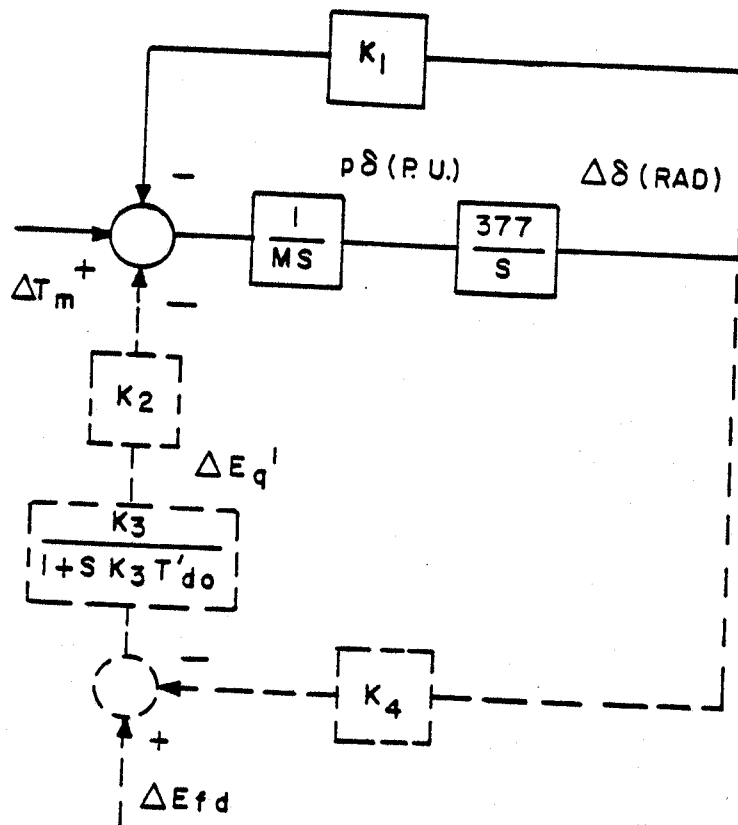 K1
−
pδ (P. U.)
Δδ (RAD)
1
MS
377
S
+
ΔTm
−
K2
ΔEq'
K3
1+S K3 T'do
−
K4
+
ΔEfd